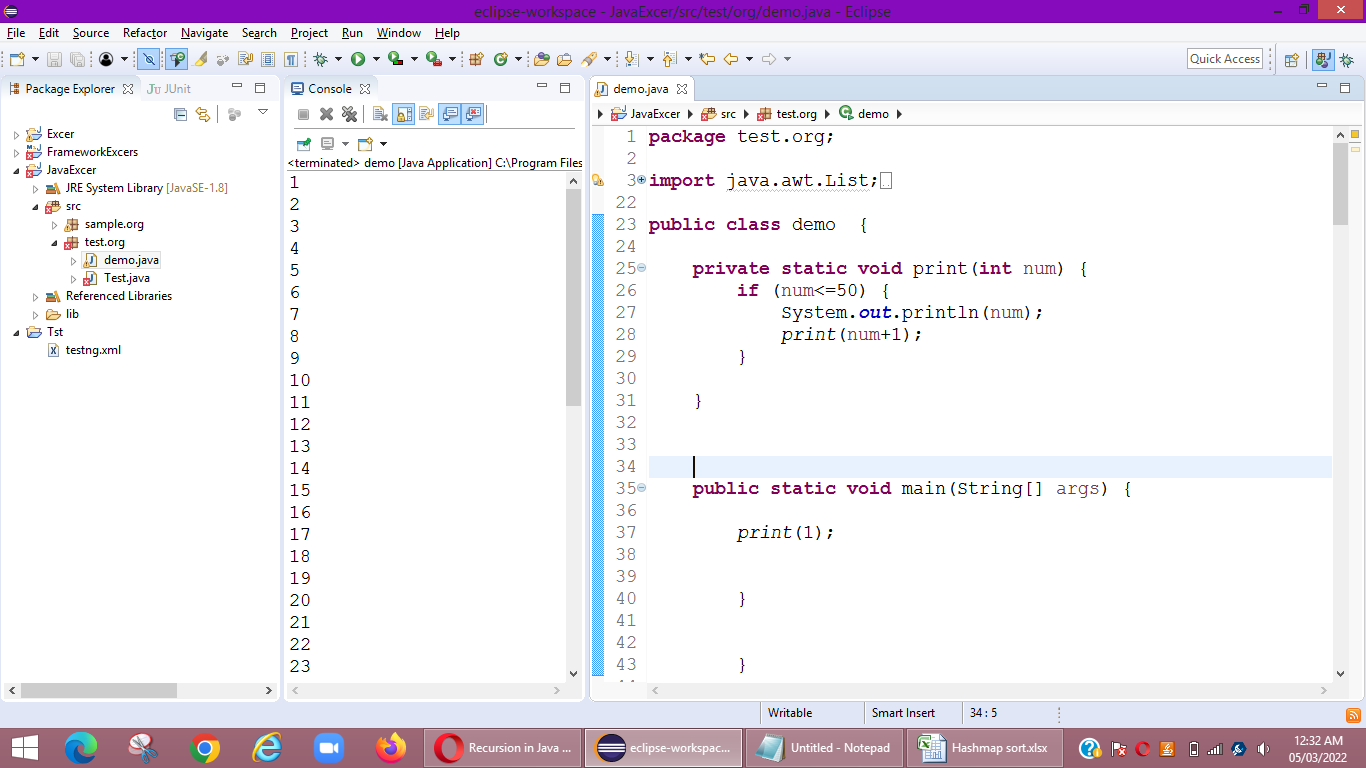 eclipse-workspace - JavaExcer/src/test/org/demo.java - Eclipse
File Edit Source Refactor Navigate Search Project Run Window Help
Quick Access
Package Explorer JUnit
Excer
FrameworkExcers
JavaExcer
JRE System Library [JavaSE-1.8]
src
sample.org
test.org
demo.java
Test.java
Referenced Libraries
lib
Tst
testng.xml
Console
<terminated> demo [Java Application] C:\Program Files
1
2
3
4
5
6
7
8
9
10
11
12
13
14
15
16
17
18
19
20
21
22
23
demo.java
JavaExcer src test.org demo
1 package test.org;
2
3 import java.awt.List;
22
23 public class demo  {
24
25 private static void print(int num) {
26 if (num<=50) {
27 System.out.println(num);
28 print(num+1);
29 }
30
31 }
32
33
34
35 public static void main(String[] args) {
36
37 print(1);
38
39
40 }
41
42
43 }
Writable Smart Insert 34 : 5
Recursion in Java ... eclipse-workspac... Untitled - Notepad Hashmap sort.xlsx
12:32 AM
05/03/2022